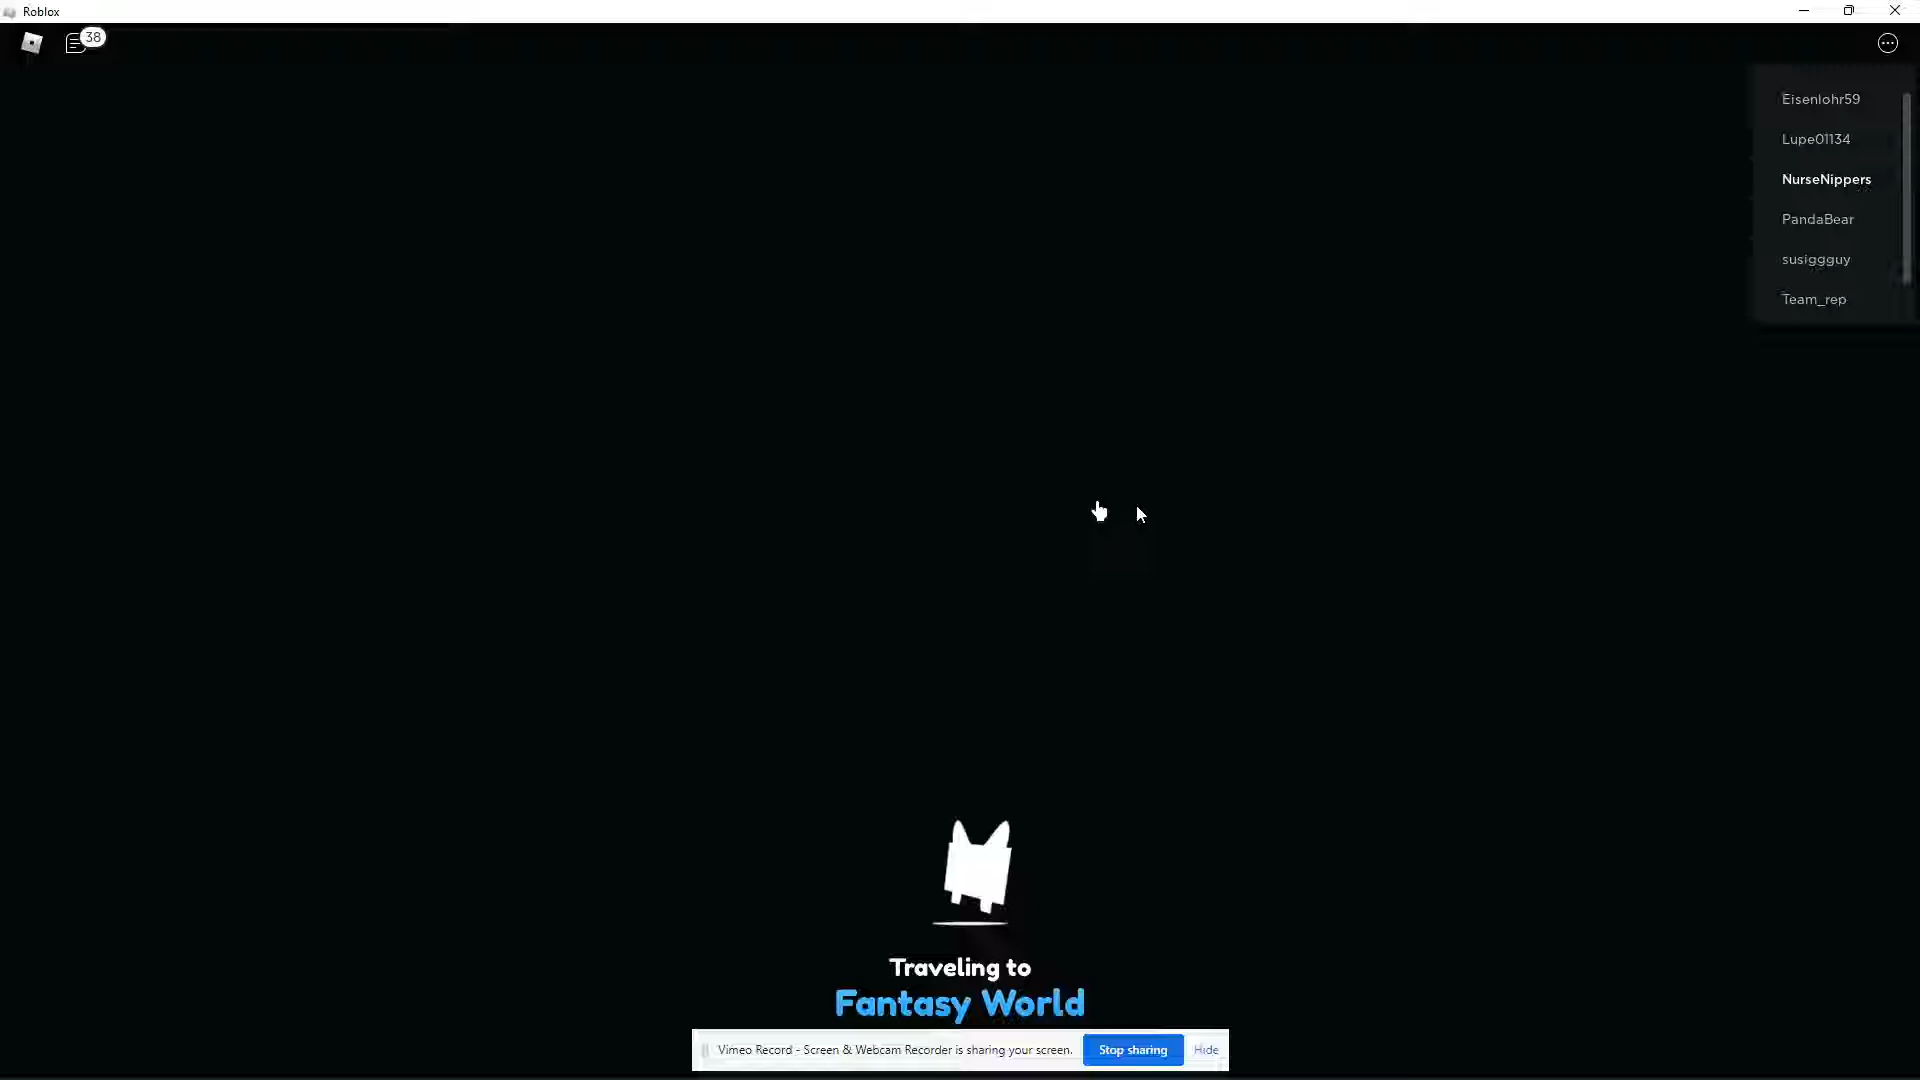 Roblox
38
Eisenlohr59
Lupe01134
NurseNippers
PandaBear
susiggguy
Team_rep
Traveling to
Fantasy World
Vimeo Record - Screen & Webcam Recorder is sharing your screen. Stop sharing Hide